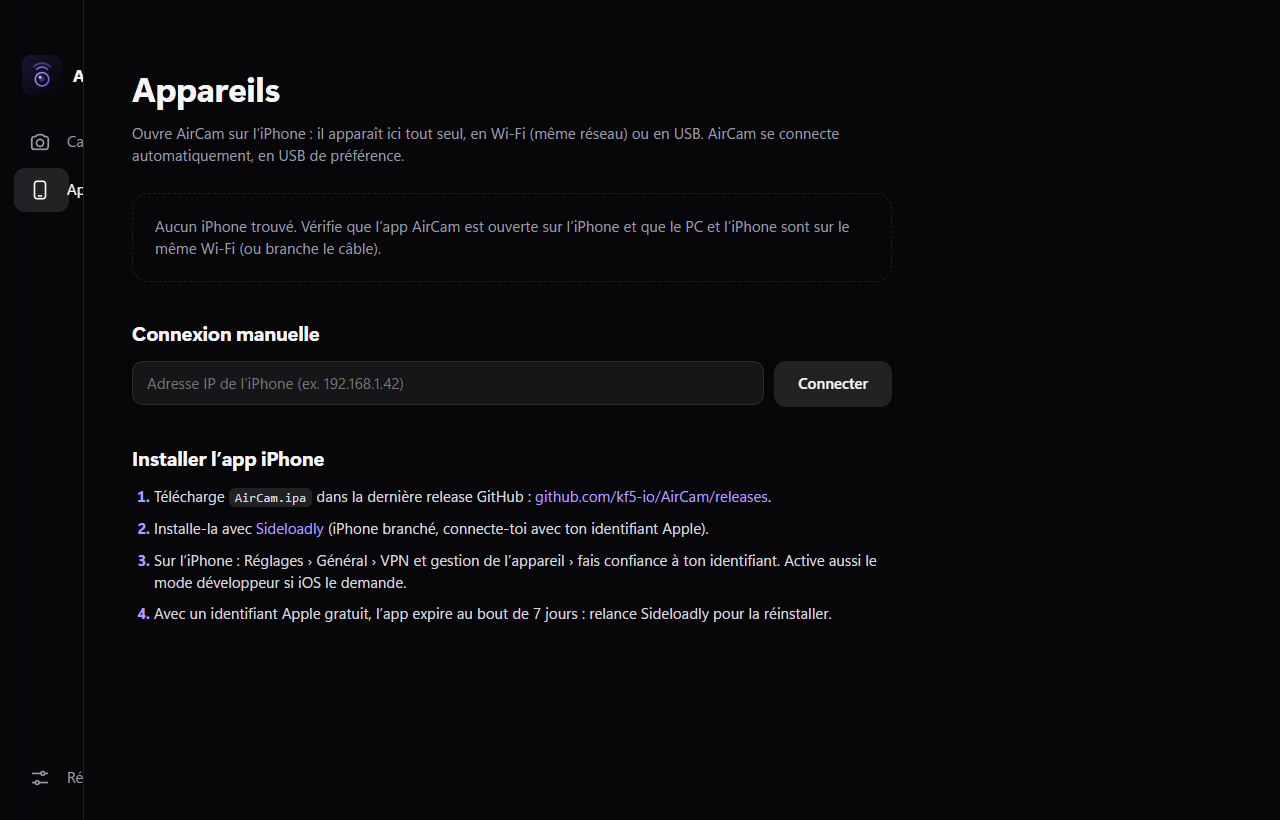 A
Ca
Ap
Ré
Appareils
Ouvre AirCam sur l’iPhone : il apparaît ici tout seul, en Wi-Fi (même réseau) ou en USB. AirCam se connecte
automatiquement, en USB de préférence.
Aucun iPhone trouvé. Vérifie que l’app AirCam est ouverte sur l’iPhone et que le PC et l’iPhone sont sur le
même Wi-Fi (ou branche le câble).
Connexion manuelle
Adresse IP de l’iPhone (ex. 192.168.1.42)
Connecter
Installer l’app iPhone
1. Télécharge AirCam.ipa dans la dernière release GitHub : github.com/kf5-io/AirCam/releases.
2. Installe-la avec Sideloadly (iPhone branché, connecte-toi avec ton identifiant Apple).
3. Sur l’iPhone : Réglages › Général › VPN et gestion de l’appareil › fais confiance à ton identifiant. Active aussi le
mode développeur si iOS le demande.
4. Avec un identifiant Apple gratuit, l’app expire au bout de 7 jours : relance Sideloadly pour la réinstaller.